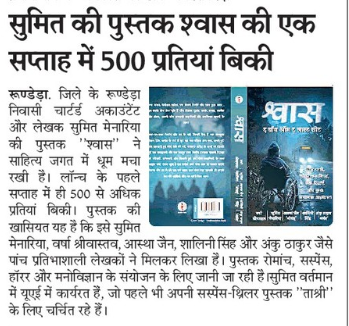 सुमित की पुस्तक श्वास की एक
सप्ताह में 500 प्रतियां बिकी
रूण्डेड़ा. जिले के रूण्डेड़ा
निवासी चार्टर्ड अकाउंटेंट
और लेखक सुमित मेनारिया
की पुस्तक "श्वास" ने
साहित्य जगत में धूम मचा
रखी है। लॉन्च के पहले
सप्ताह में ही 500 से अधिक
प्रतियां बिकी। पुस्तक की
खासियत यह है कि इसे सुमित
मेनारिया, वर्षा श्रीवास्तव, आस्था जैन, शालिनी सिंह और अंकु ठाकुर जैसे
पांच प्रतिभाशाली लेखकों ने मिलकर लिखा है। पुस्तक रोमांच, सस्पेंस,
हॉरर और मनोविज्ञान के संयोजन के लिए जानी जा रही है।सुमित वर्तमान
में यूएई में कार्यरत हैं, जो पहले भी अपनी सस्पेंस-थ्रिलर पुस्तक "ताश्री"
के लिए चर्चित रहे हैं।
श्वास
श्वास